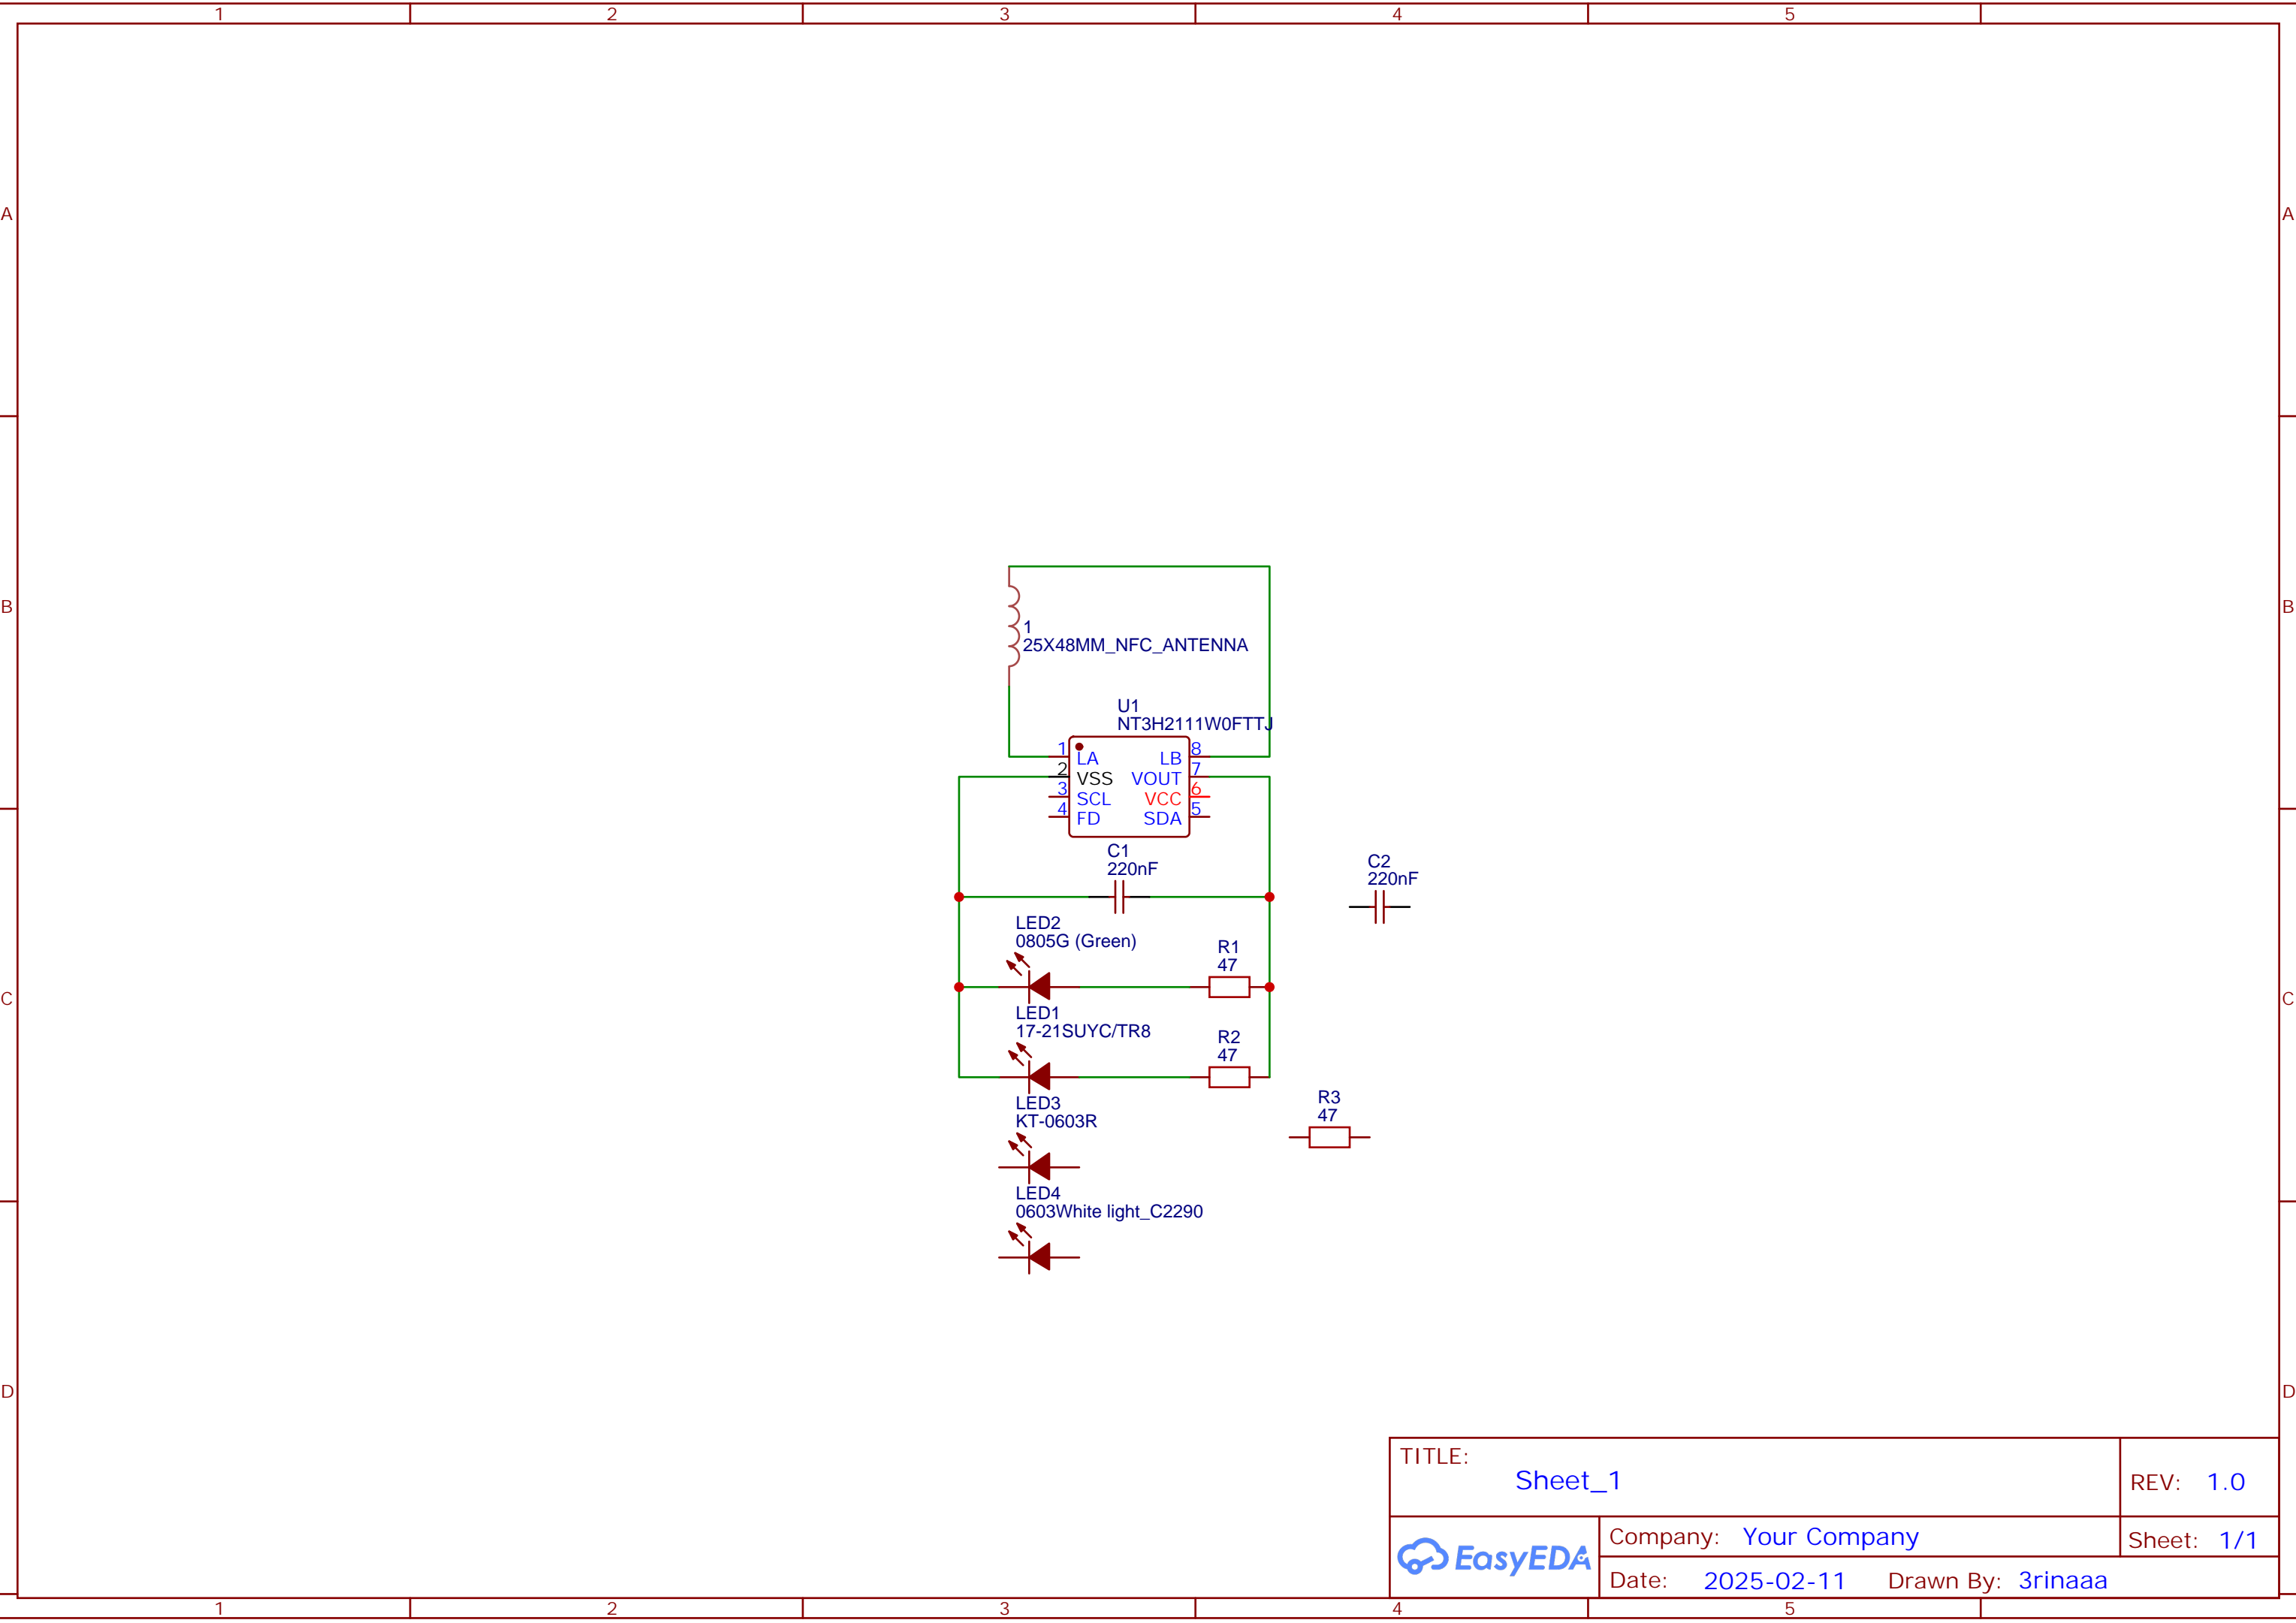 1 2 3 4 5
A A
B B
C C
D D
1
25X48MM_NFC_ANTENNA
U1
NT3H2111W0FTTJ
1 LA LB 8
2 VSS VOUT 7
3 SCL VCC 6
4 FD SDA 5
C1
220nF
C2
220nF
LED2
0805G (Green)
R1
47
LED1
17-21SUYC/TR8
R2
47
LED3
KT-0603R
R3
47
LED4
0603White light_C2290
TITLE:
Sheet_1
REV: 1.0
EasyEDA
Company: Your Company
Sheet: 1/1
Date: 2025-02-11 Drawn By: 3rinaaa
1 2 3 4 5